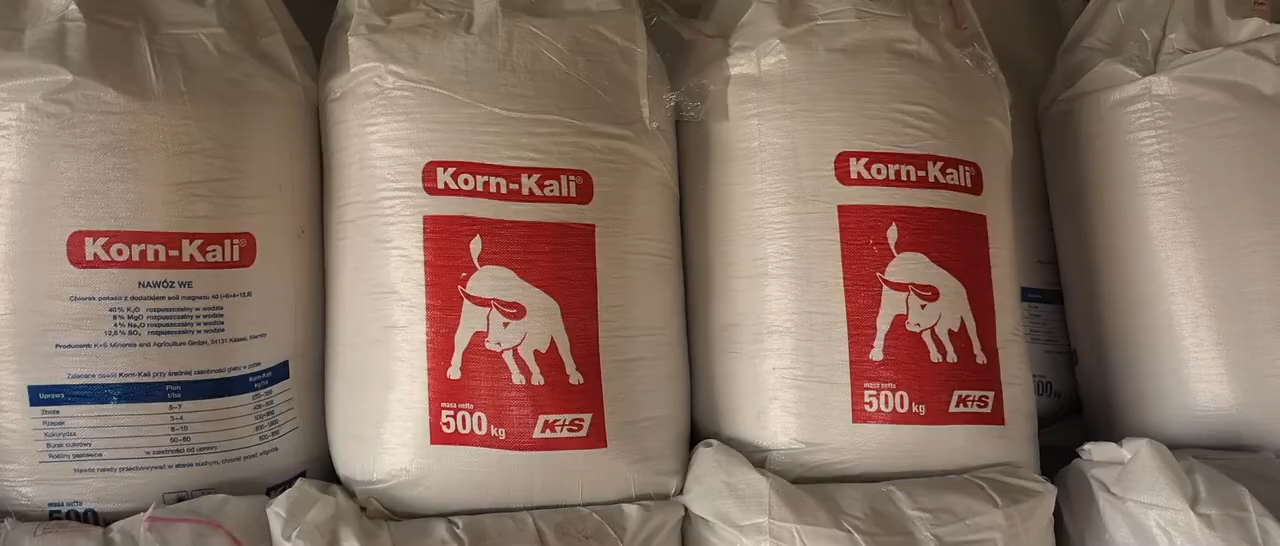 Korn-Kali®
NAWÓZ WE
Chlorek potasu z dodatkiem soli magnezu 40 (+6+4+12,5)
40% K₂O rozpuszczalny w wodzie
6% MgO rozpuszczalny w wodzie
4% Na₂O rozpuszczalny w wodzie
12,5% SO₃ rozpuszczalny w wodzie
Producent: K+S Minerals and Agriculture GmbH, 34131 Kassel, Niemcy
Zalecane dawki Korn-Kali przy średniej zasobności gleby w potas
Uprawa Plon t/ha Korn-Kali kg/ha
Zboża 5–7
Rzepak 3–4
Kukurydza 8–10
Burak cukrowy 50–60
Rośliny pastewne w zależności od uprawy
Nawóz należy przechowywać w stanie suchym, chronić przed wilgocią
masa netto
500
Korn-Kali®
masa netto
500 kg
K+S
Korn-Kali®
masa netto
500 kg
K+S